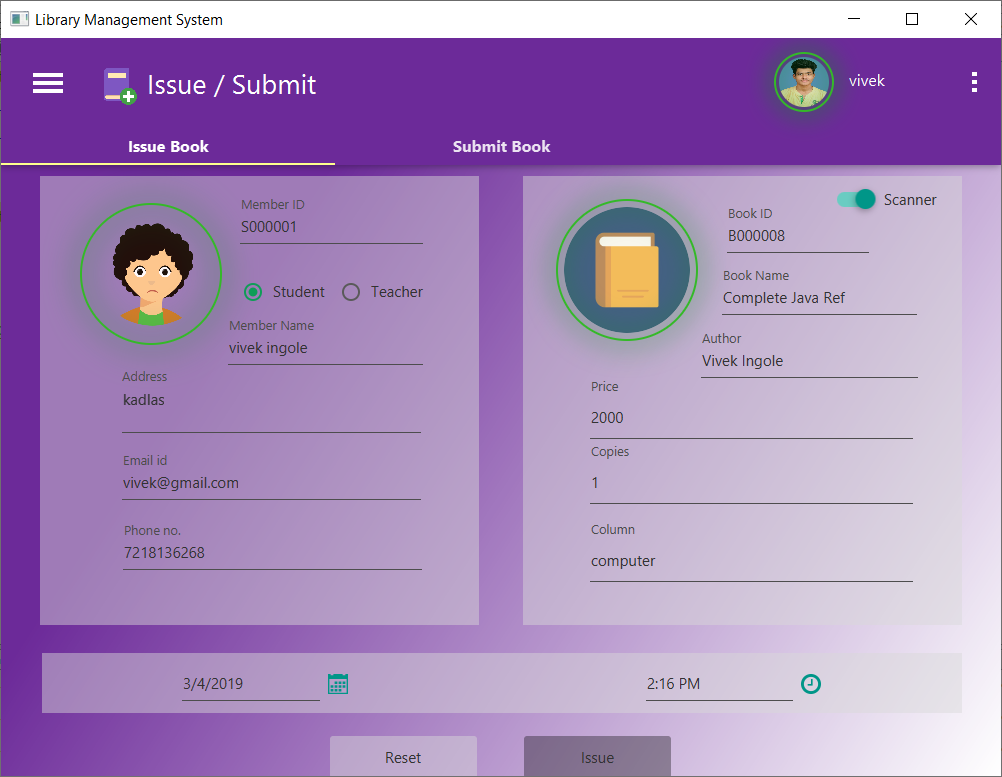 Library Management System
Issue / Submit
vivek
Issue Book
Submit Book
Member ID
S000001
Student
Teacher
Member Name
vivek ingole
Address
kadlas
Email id
vivek@gmail.com
Phone no.
7218136268
Scanner
Book ID
B000008
Book Name
Complete Java Ref
Author
Vivek Ingole
Price
2000
Copies
1
Column
computer
3/4/2019
2:16 PM
Reset
Issue